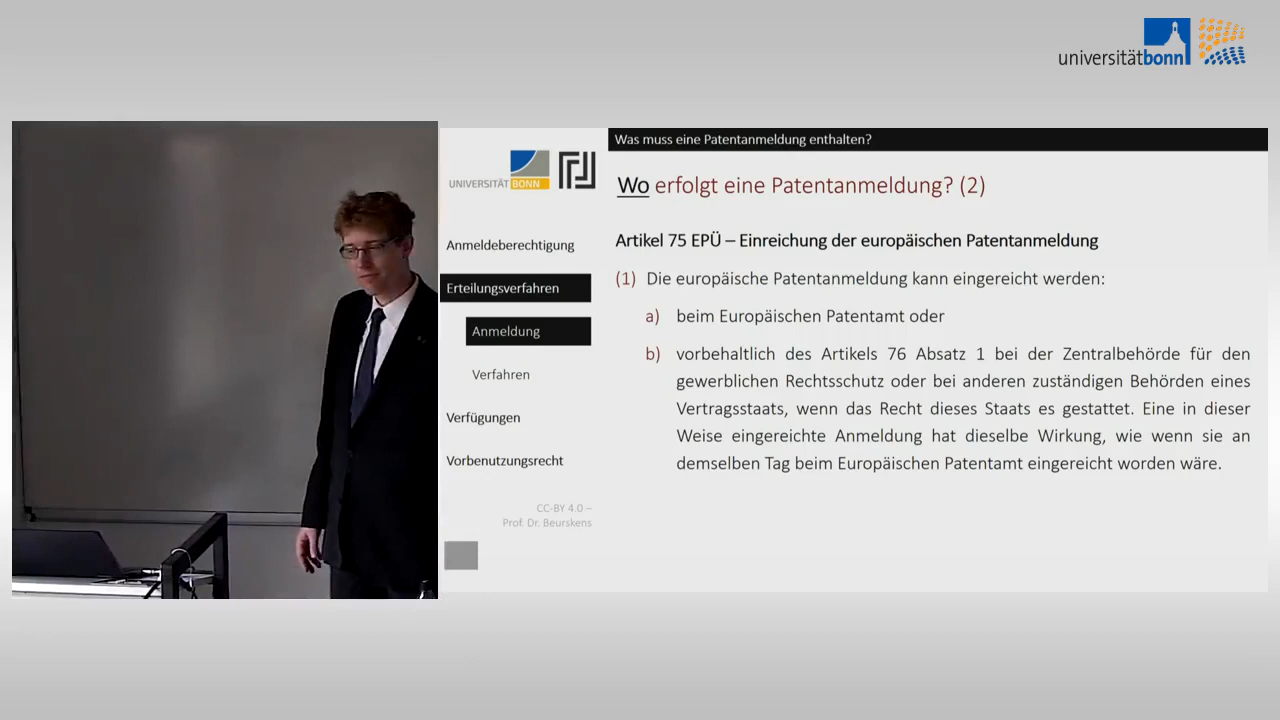 universitätbonn
Was muss eine Patentanmeldung enthalten?
UNIVERSITÄT BONN
Wo erfolgt eine Patentanmeldung? (2)
Anmeldeberechtigung
Erteilungsverfahren
Anmeldung
Verfahren
Verfügungen
Vorbenutzungsrecht
CC-BY 4.0 –
Prof. Dr. Beurskens
Artikel 75 EPÜ – Einreichung der europäischen Patentanmeldung
(1) Die europäische Patentanmeldung kann eingereicht werden:
a) beim Europäischen Patentamt oder
b) vorbehaltlich des Artikels 76 Absatz 1 bei der Zentralbehörde für den
gewerblichen Rechtsschutz oder bei anderen zuständigen Behörden eines
Vertragsstaats, wenn das Recht dieses Staats es gestattet. Eine in dieser
Weise eingereichte Anmeldung hat dieselbe Wirkung, wie wenn sie an
demselben Tag beim Europäischen Patentamt eingereicht worden wäre.